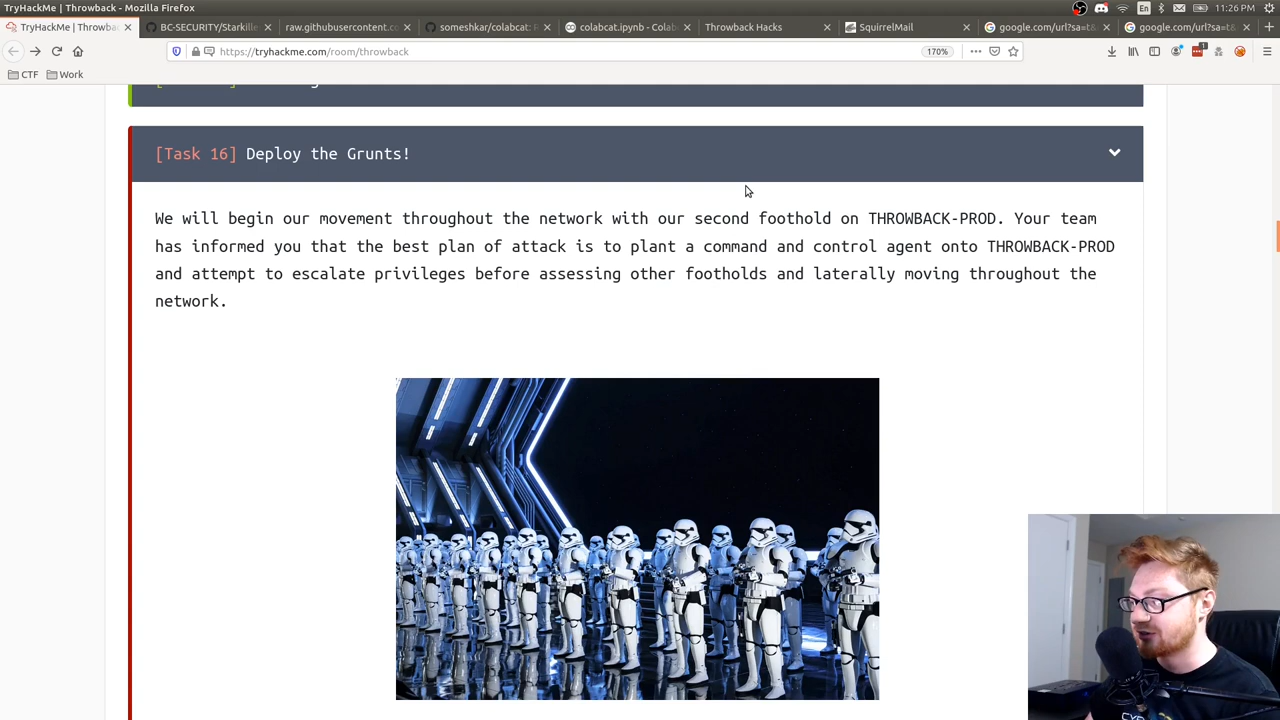 TryHackMe | Throwback - Mozilla Firefox
En
11:26 PM
TryHackMe | Throwb
BC-SECURITY/Starkille
raw.githubusercontent.co
someshkar/colabcat:
colabcat.ipynb - Colab
Throwback Hacks
SquirrelMail
google.com/url?sa=t&
google.com/url?sa=t&
https://tryhackme.com/room/throwback
170%
CTF
Work
[Task 16] Deploy the Grunts!
We will begin our movement throughout the network with our second foothold on THROWBACK-PROD. Your team
has informed you that the best plan of attack is to plant a command and control agent onto THROWBACK-PROD
and attempt to escalate privileges before assessing other footholds and laterally moving throughout the
network.